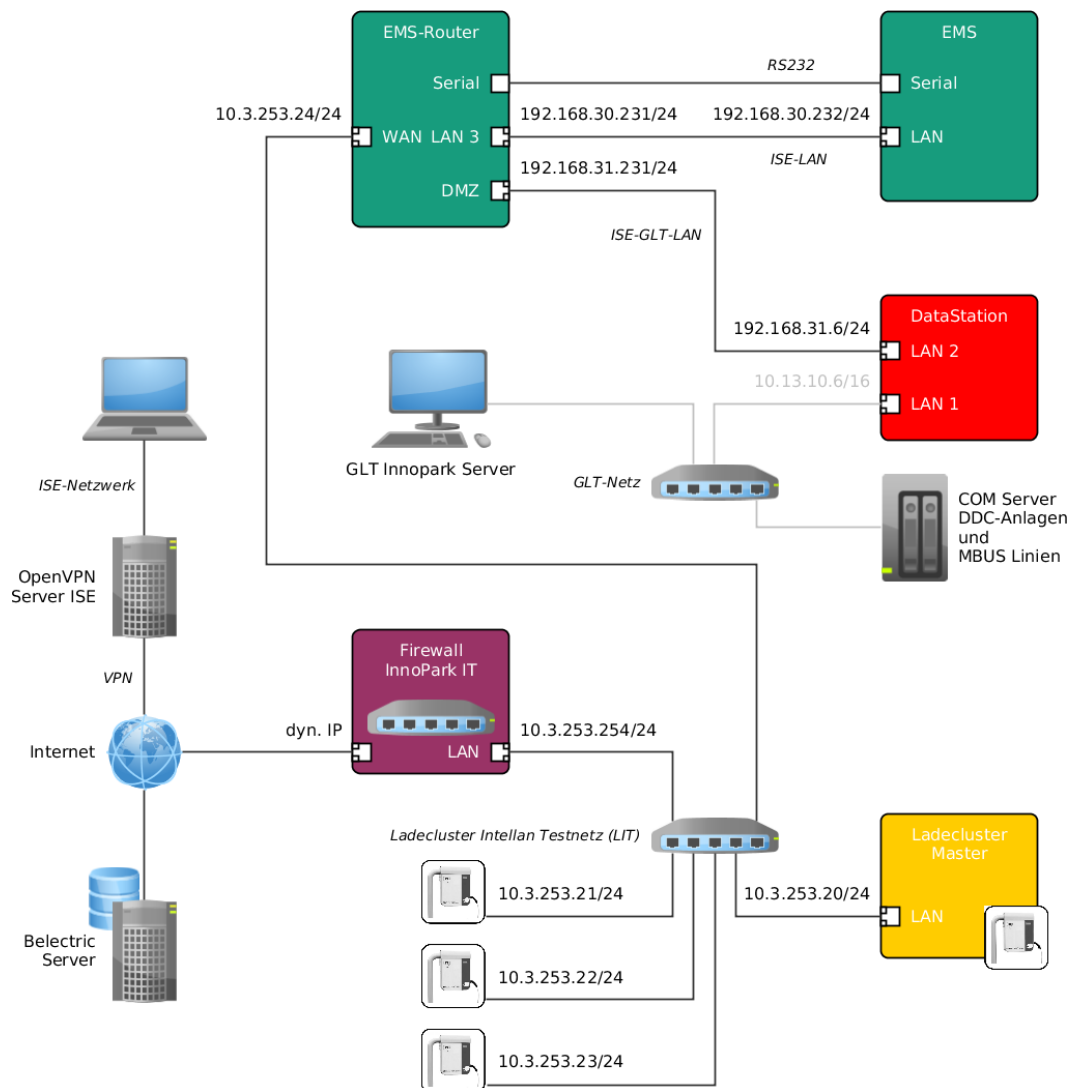 EMS-Router
EMS
RS232
Serial
Serial
10.3.253.24/24
192.168.30.231/24
192.168.30.232/24
WAN
LAN 3
LAN
ISE-LAN
192.168.31.231/24
DMZ
ISE-GLT-LAN
DataStation
192.168.31.6/24
LAN 2
10.13.10.6/16
LAN 1
GLT Innopark Server
ISE-Netzwerk
GLT-Netz
COM Server
DDC-Anlagen
und
MBUS Linien
OpenVPN
Server ISE
Firewall
InnoPark IT
VPN
dyn. IP
10.3.253.254/24
Internet
LAN
Ladecluster Intellan Testnetz (LIT)
Ladecluster
Master
10.3.253.21/24
10.3.253.20/24
LAN
Belectric
Server
10.3.253.22/24
10.3.253.23/24